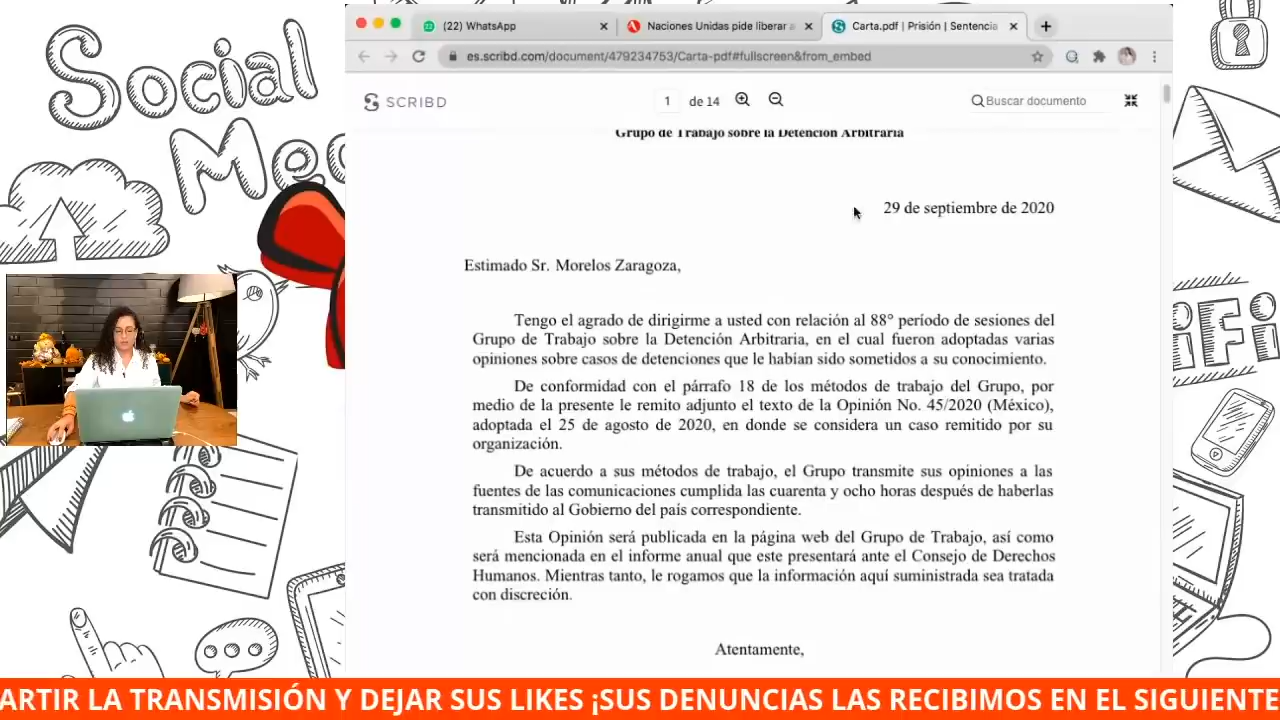 Social
Med
iFi
(22) WhatsApp
Naciones Unidas pide liberar a
Carta.pdf | Prisión | Sentencia
es.scribd.com/document/479234753/Carta-pdf#fullscreen&from_embed
SCRIBD
1 de 14
Buscar documento
Grupo de Trabajo sobre la Detención Arbitraria
29 de septiembre de 2020
Estimado Sr. Morelos Zaragoza,
Tengo el agrado de dirigirme a usted con relación al 88° período de sesiones del
Grupo de Trabajo sobre la Detención Arbitraria, en el cual fueron adoptadas varias
opiniones sobre casos de detenciones que le habían sido sometidos a su conocimiento.
De conformidad con el párrafo 18 de los métodos de trabajo del Grupo, por
medio de la presente le remito adjunto el texto de la Opinión No. 45/2020 (México),
adoptada el 25 de agosto de 2020, en donde se considera un caso remitido por su
organización.
De acuerdo a sus métodos de trabajo, el Grupo transmite sus opiniones a las
fuentes de las comunicaciones cumplida las cuarenta y ocho horas después de haberlas
transmitido al Gobierno del país correspondiente.
Esta Opinión será publicada en la página web del Grupo de Trabajo, así como
será mencionada en el informe anual que este presentará ante el Consejo de Derechos
Humanos. Mientras tanto, le rogamos que la información aquí suministrada sea tratada
con discreción.
Atentamente,
ARTIR LA TRANSMISIÓN Y DEJAR SUS LIKES ¡SUS DENUNCIAS LAS RECIBIMOS EN EL SIGUIENTE